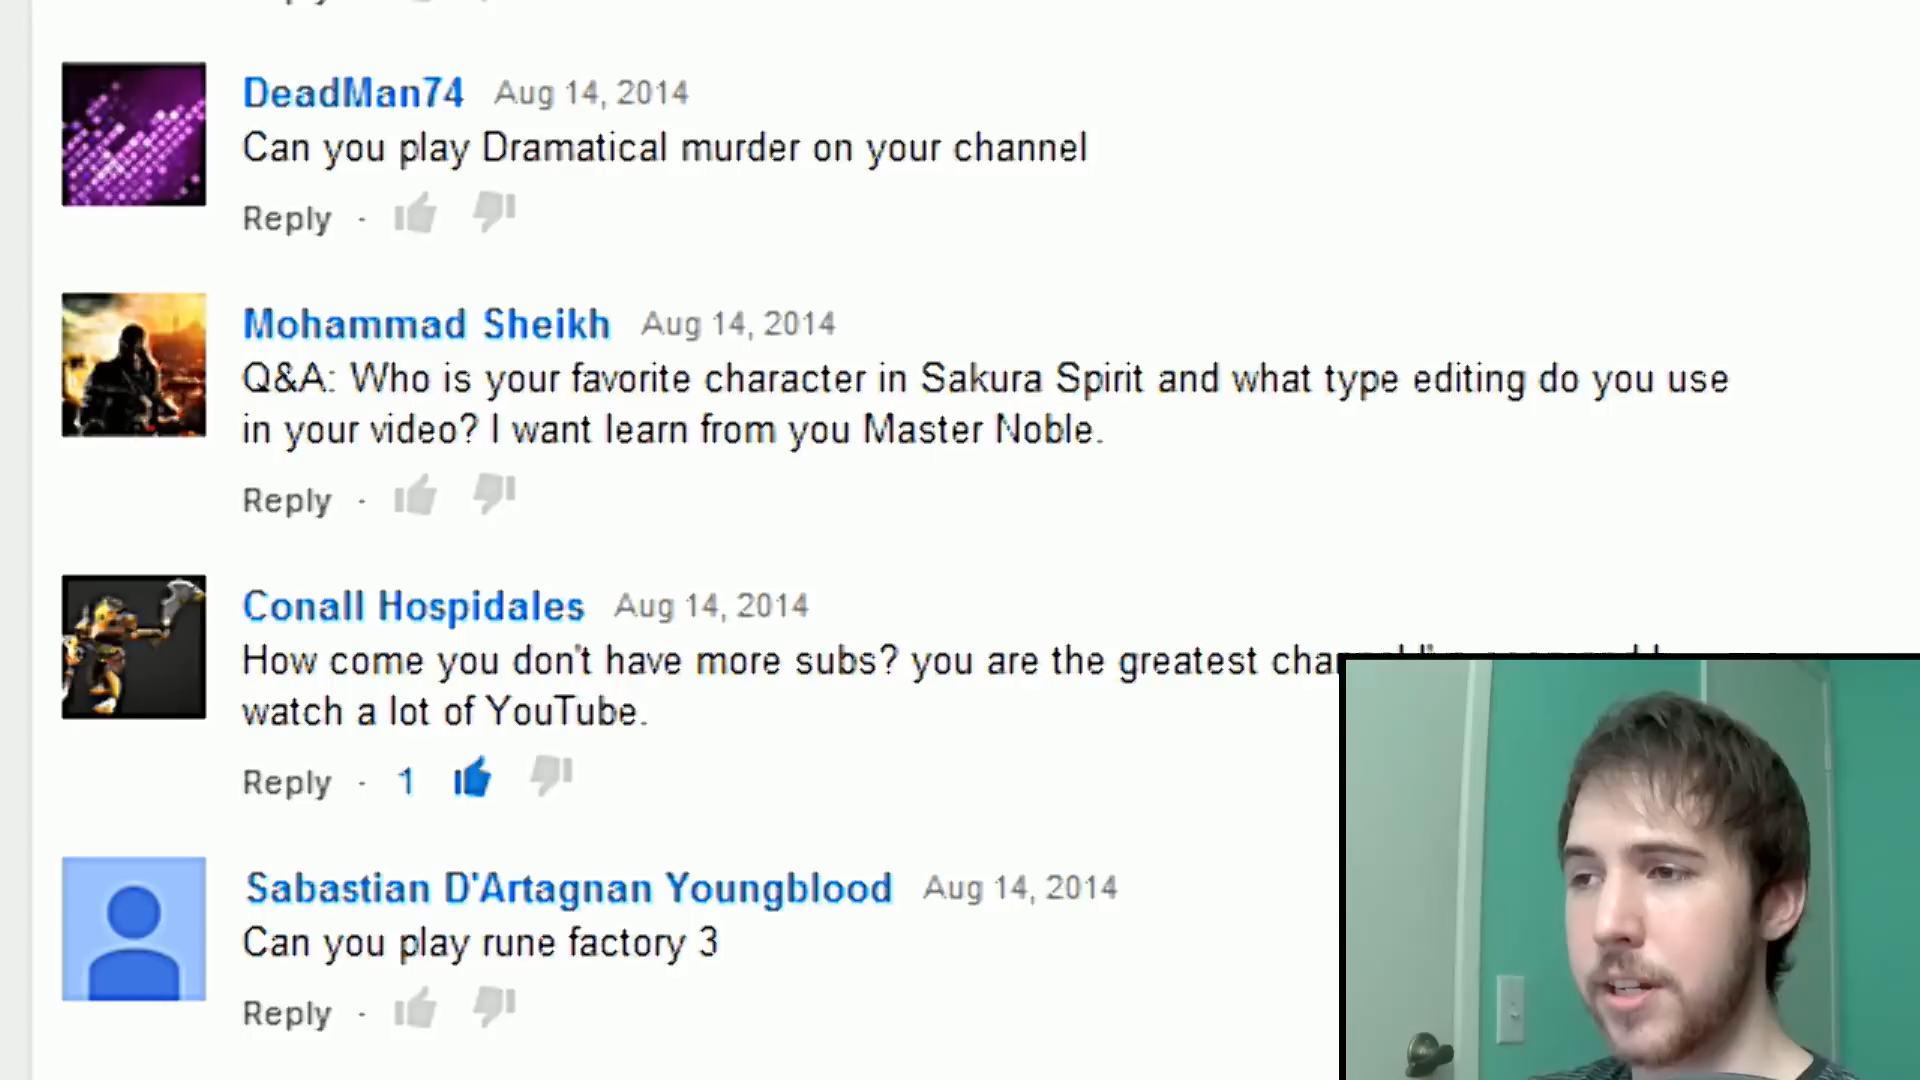 DeadMan74 Aug 14, 2014
Can you play Dramatical murder on your channel
Reply ·
Mohammad Sheikh Aug 14, 2014
Q&A: Who is your favorite character in Sakura Spirit and what type editing do you use
in your video? I want learn from you Master Noble.
Reply ·
Conall Hospidales Aug 14, 2014
How come you don't have more subs? you are the greatest
watch a lot of YouTube.
Reply · 1
Sabastian D'Artagnan Youngblood Aug 14, 2014
Can you play rune factory 3
Reply ·